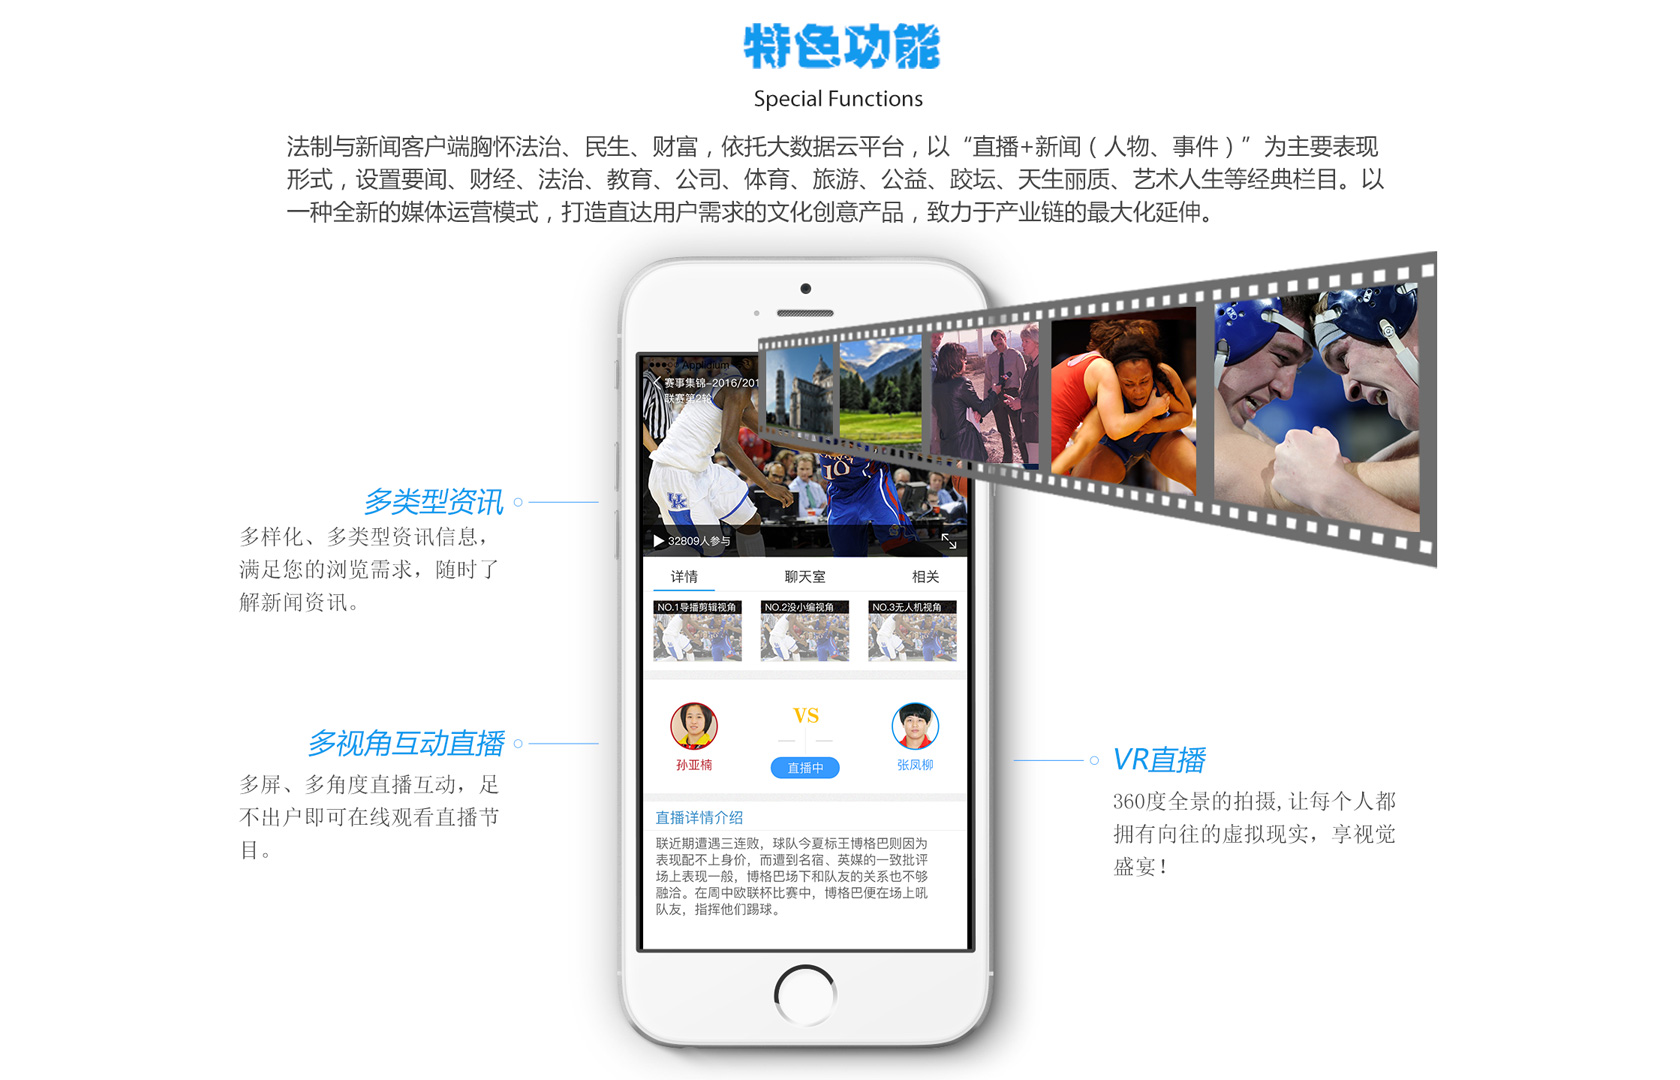 特色功能
Special Functions
法制与新闻客户端胸怀法治、民生、财富，依托大数据云平台，以“直播+新闻（人物、事件）”为主要表现
形式，设置要闻、财经、法治、教育、公司、体育、旅游、公益、跤坛、天生丽质、艺术人生等经典栏目。以
一种全新的媒体运营模式，打造直达用户需求的文化创意产品，致力于产业链的最大化延伸。
Applidium
赛事集锦-2016/201
联赛第2轮
UK
10
32809人参与
详情 聊天室 相关
NO.1导播剪辑视角 NO.2没小编视角 NO.3无人机视角
VS
孙亚楠 直播中 张凤柳
直播详情介绍
联近期遭遇三连败，球队今夏标王博格巴则因为
表现配不上身价，而遭到名宿、英媒的一致批评
场上表现一般，博格巴场下和队友的关系也不够
融洽。在周中欧联杯比赛中，博格巴便在场上吼
队友，指挥他们踢球。
多类型资讯
多样化、多类型资讯信息，
满足您的浏览需求，随时了
解新闻资讯。
多视角互动直播
多屏、多角度直播互动，足
不出户即可在线观看直播节
目。
VR直播
360度全景的拍摄,让每个人都
拥有向往的虚拟现实，享视觉
盛宴！